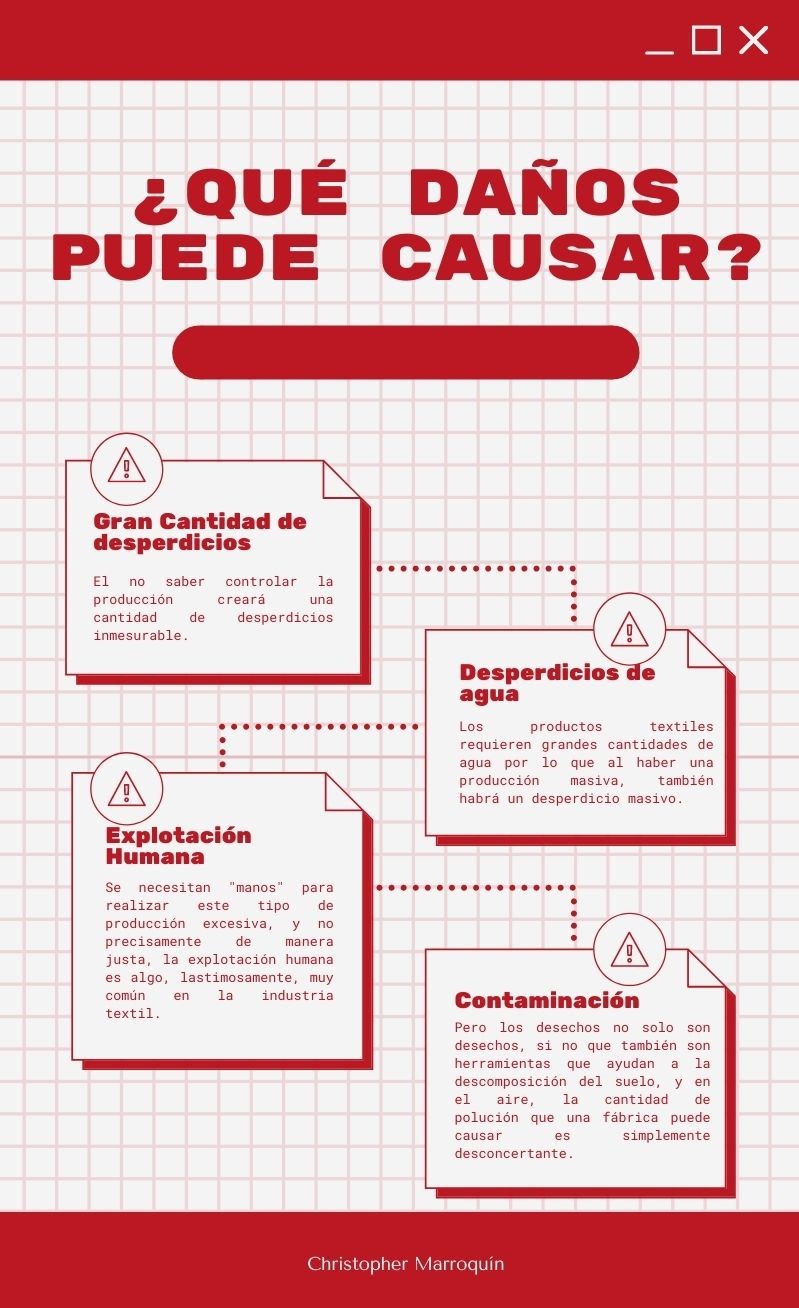 ¿QUÉ DAÑOS
PUEDE CAUSAR?
Gran Cantidad de
desperdicios
El no saber controlar la
producción creará una
cantidad de desperdicios
inmesurable.
Desperdicios de
agua
Los productos textiles
requieren grandes cantidades de
agua por lo que al haber una
producción masiva, también
habrá un desperdicio masivo.
Explotación
Humana
Se necesitan "manos" para
realizar este tipo de
producción excesiva, y no
precisamente de manera
justa, la explotación humana
es algo, lastimosamente, muy
común en la industria
textil.
Contaminación
Pero los desechos no solo son
desechos, si no que también son
herramientas que ayudan a la
descomposición del suelo, y en
el aire, la cantidad de
polución que una fábrica puede
causar es simplemente
desconcertante.
Christopher Marroquín